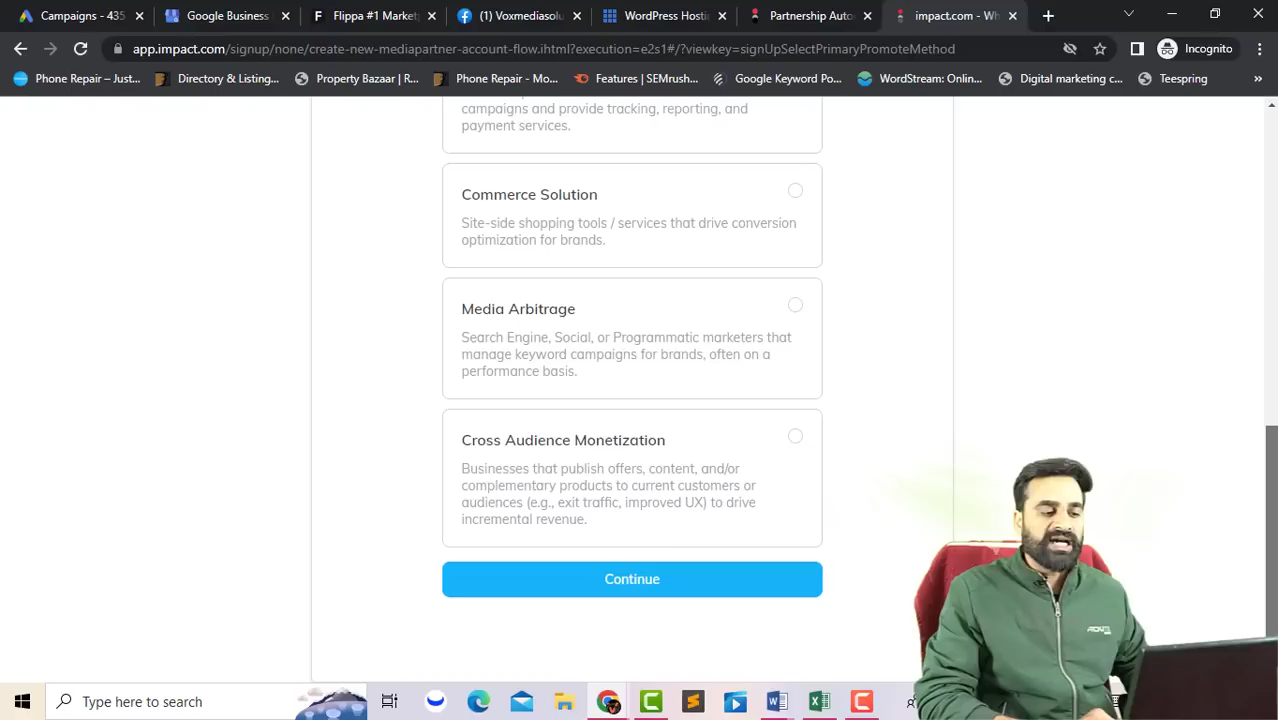 Campaigns - 435
Google Business
Flippa #1 Market
(1) Voxmediasolu
WordPress Hosti
Partnership Auto
impact.com - Wh
app.impact.com/signup/none/create-new-mediapartner-account-flow.ihtml?execution=e2s1#/?viewkey=signUpSelectPrimaryPromoteMethod
Incognito
Phone Repair – Just...
Directory & Listing...
Property Bazaar | R...
Phone Repair - Mo...
Features | SEMrush...
Google Keyword Po...
WordStream: Onlin...
Digital marketing c...
Teespring
»
campaigns and provide tracking, reporting, and
payment services.
Commerce Solution
Site-side shopping tools / services that drive conversion
optimization for brands.
Media Arbitrage
Search Engine, Social, or Programmatic marketers that
manage keyword campaigns for brands, often on a
performance basis.
Cross Audience Monetization
Businesses that publish offers, content, and/or
complementary products to current customers or
audiences (e.g., exit traffic, improved UX) to drive
incremental revenue.
Continue
Type here to search